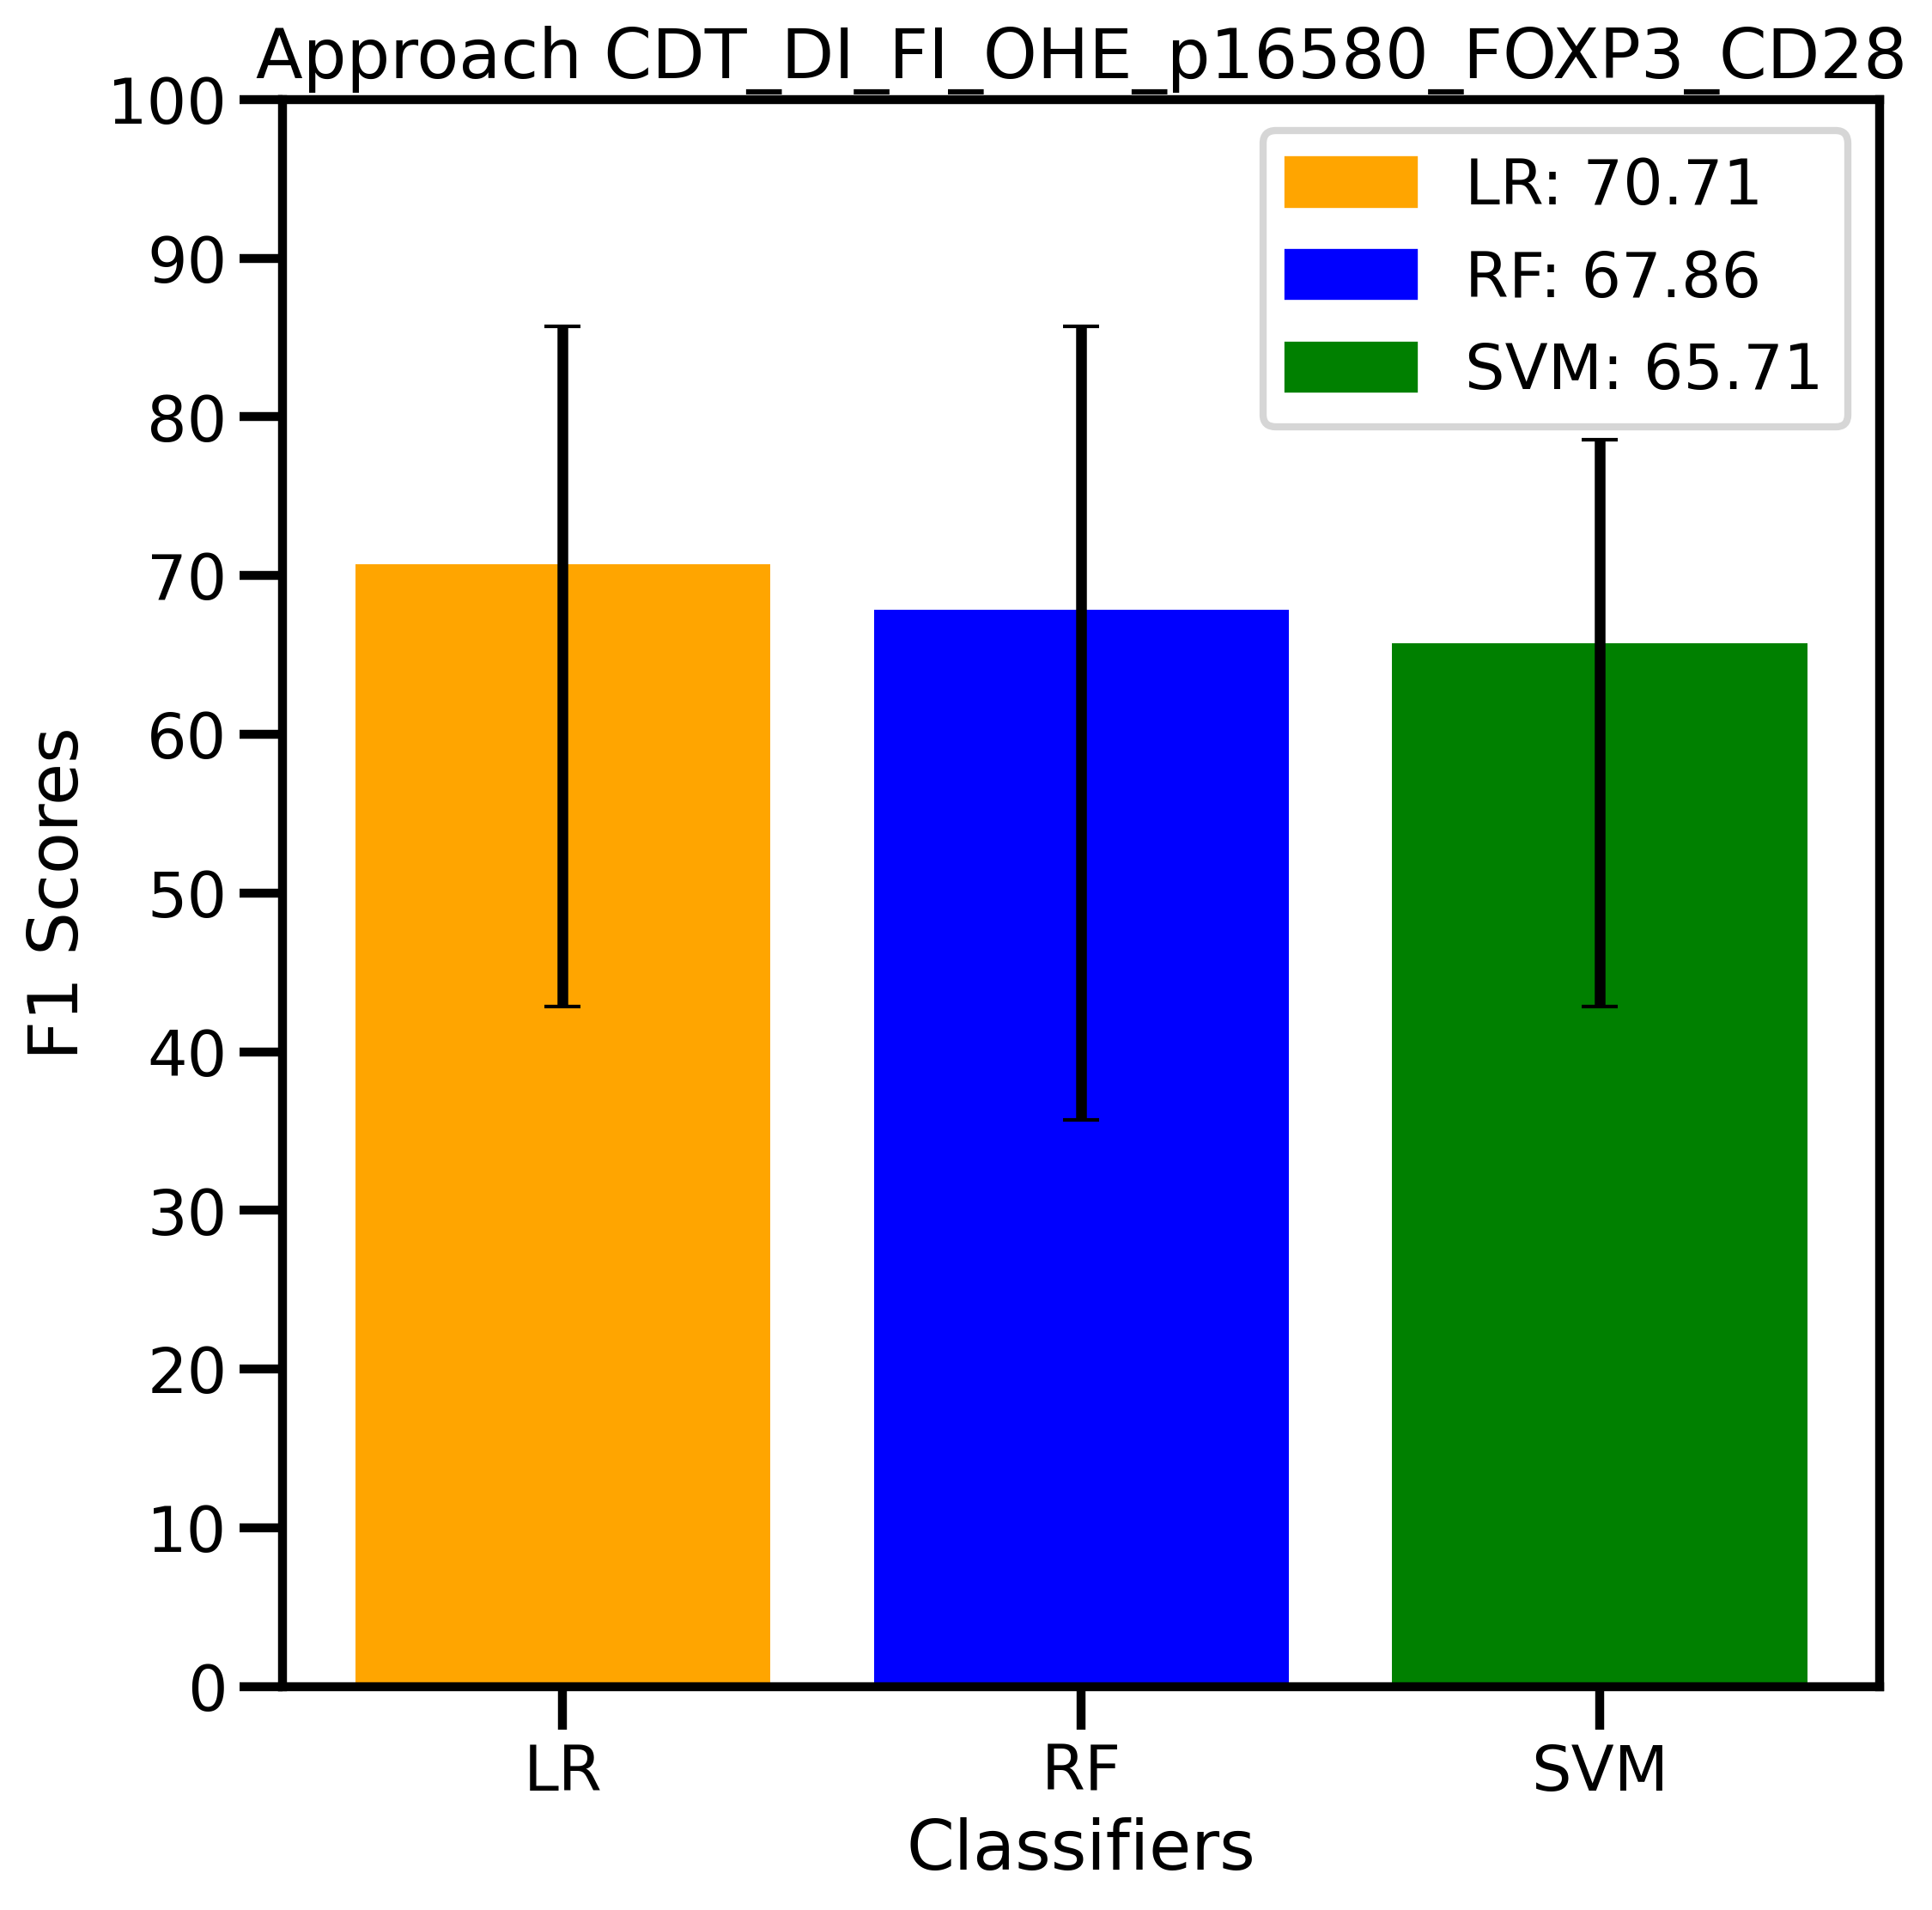 Approach CDT_DI_FI_OHE_p16580_FOXP3_CD28
LR: 70.71
RF: 67.86
SVM: 65.71
F1 Scores
100
90
80
70
60
50
40
30
20
10
0
LR RF SVM
Classifiers